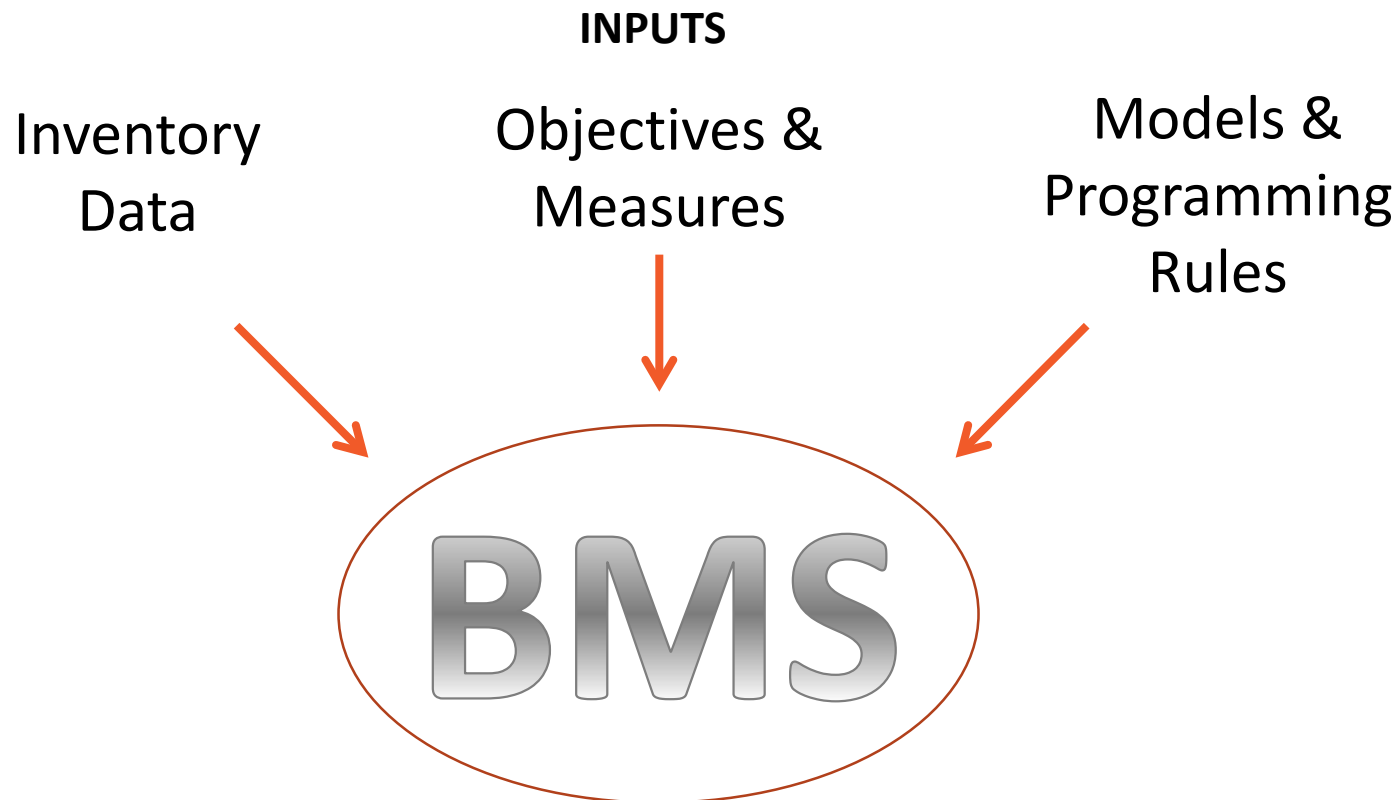 INPUTS
Inventory
Data
Objectives &
Measures
Models &
Programming
Rules
BMS